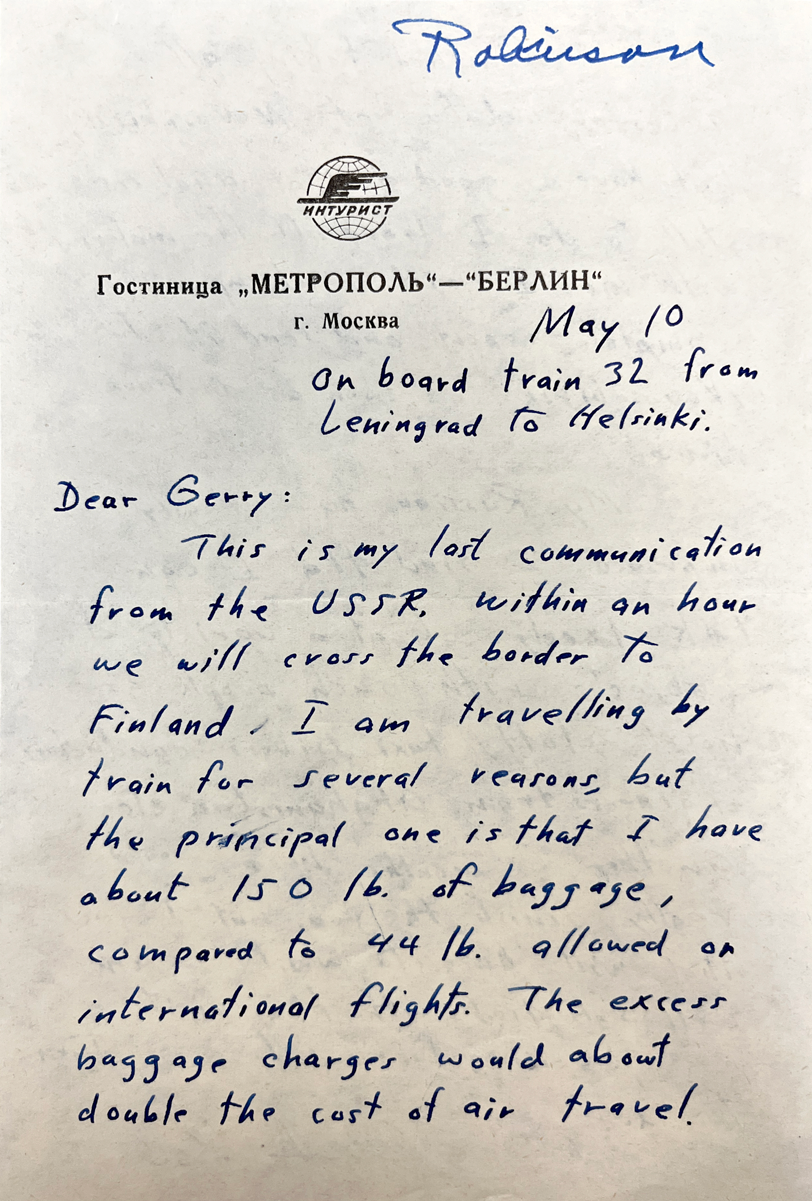 Robinson
ИНТУРИСТ
Гостиница „МЕТРОПОЛЬ“—“БЕРЛИН“
г. Москва
May 10
On board train 32 from
Leningrad to Helsinki.
Dear Gerry:
This is my last communication
from the USSR. Within an hour
we will cross the border to
Finland. I am travelling by
train for several reasons, but
the principal one is that I have
about 150 lb. of baggage,
compared to 44 lb. allowed on
international flights. The excess
baggage charges would about
double the cost of air travel.